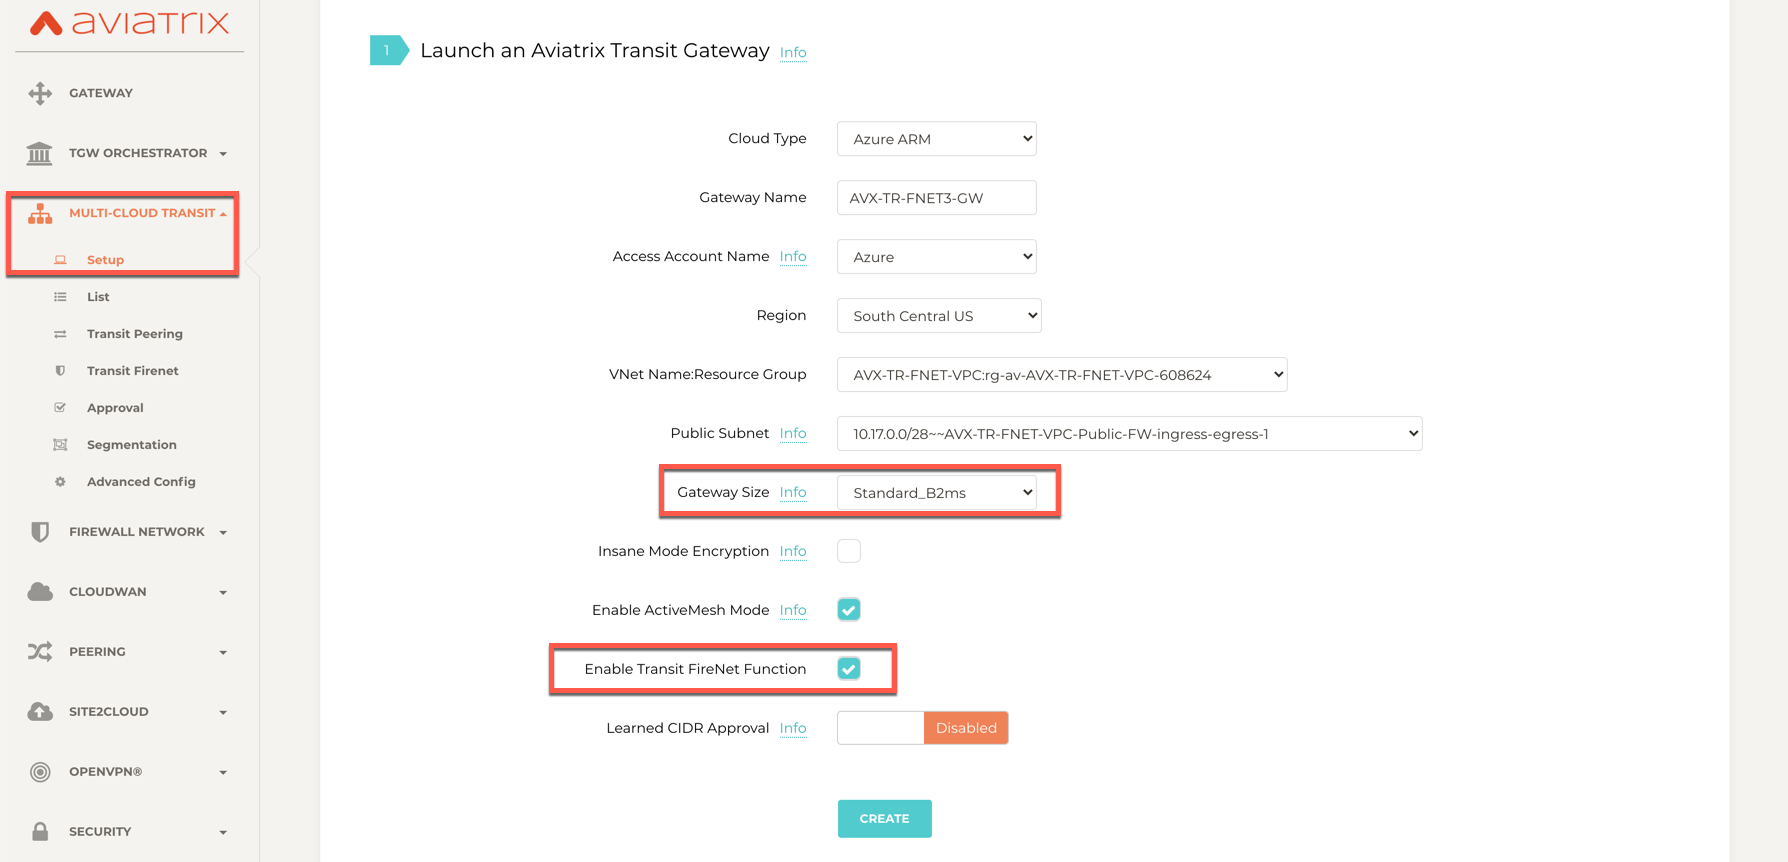 aviatrix
GATEWAY
TGW ORCHESTRATOR
MULTI-CLOUD TRANSIT
Setup
List
Transit Peering
Transit Firenet
Approval
Segmentation
Advanced Config
FIREWALL NETWORK
CLOUDWAN
PEERING
SITE2CLOUD
OPENVPN®
SECURITY
1 Launch an Aviatrix Transit Gateway Info
Cloud Type Azure ARM
Gateway Name AVX-TR-FNET3-GW
Access Account Name Info Azure
Region South Central US
VNet Name:Resource Group AVX-TR-FNET-VPC:rg-av-AVX-TR-FNET-VPC-608624
Public Subnet Info 10.17.0.0/28~~AVX-TR-FNET-VPC-Public-FW-ingress-egress-1
Gateway Size Info Standard_B2ms
Insane Mode Encryption Info
Enable ActiveMesh Mode Info
Enable Transit FireNet Function
Learned CIDR Approval Info Disabled
CREATE